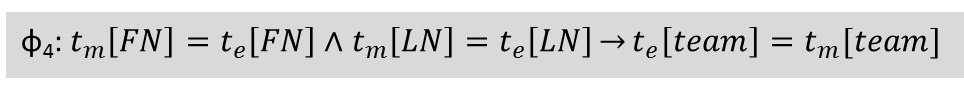 ϕ₄: tₘ[FN] = tₑ[FN] ∧ tₘ[LN] = tₑ[LN] → tₑ[team] = tₘ[team]